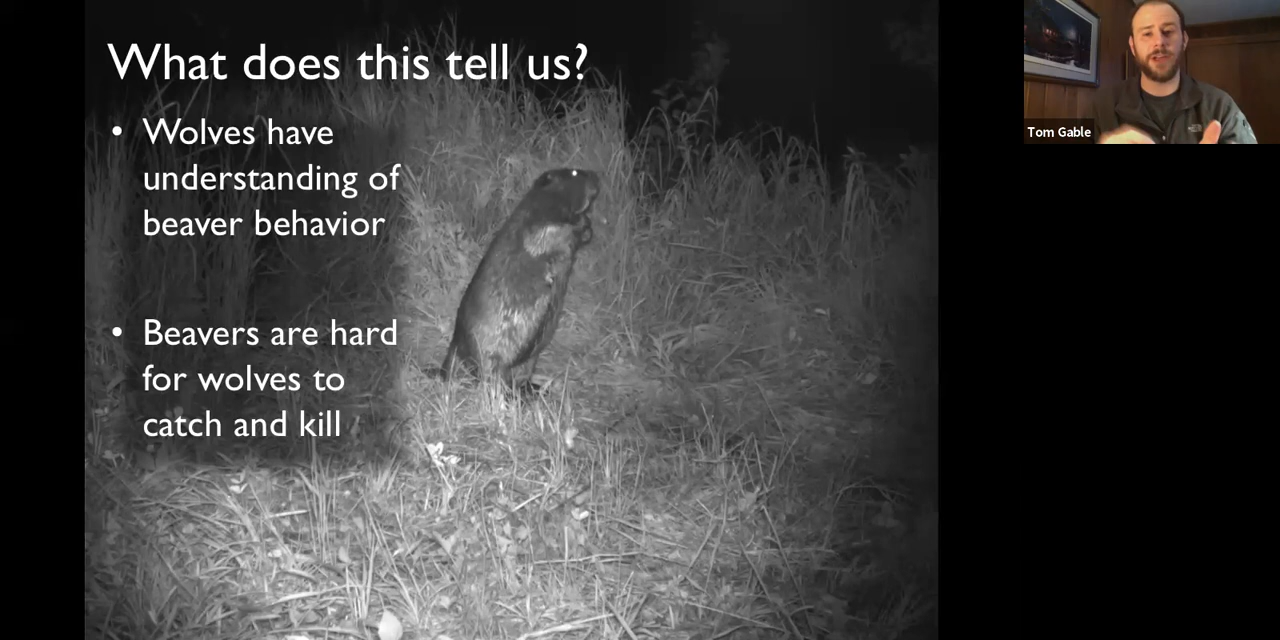 What does this tell us?
• Wolves have
understanding of
beaver behavior
• Beavers are hard
for wolves to
catch and kill
Tom Gable